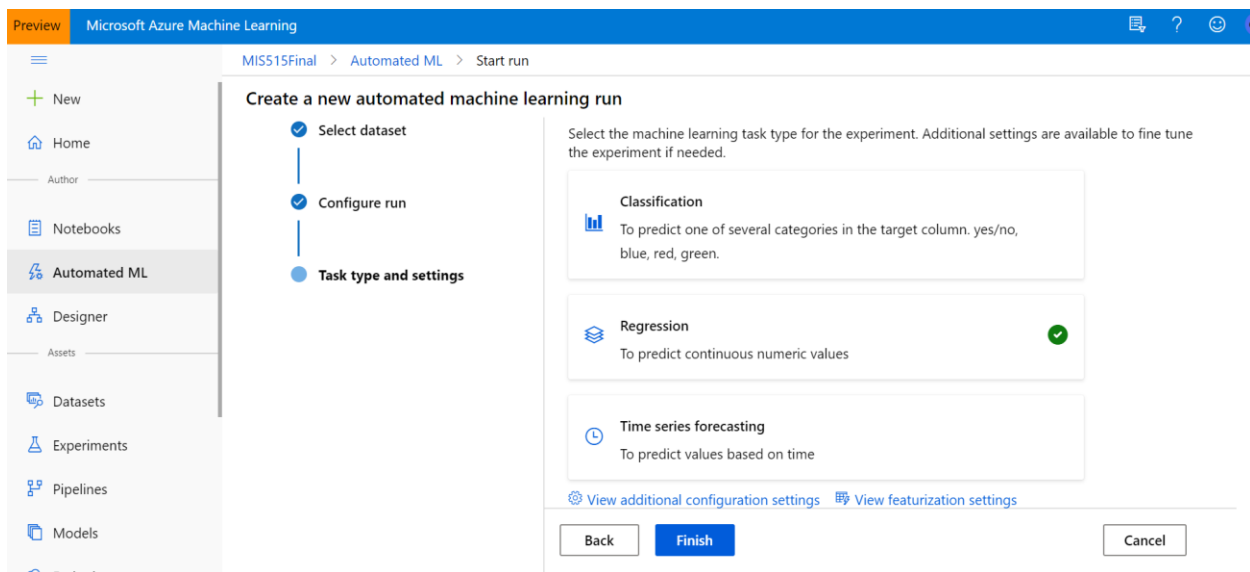 Preview
Microsoft Azure Machine Learning
MIS515Final > Automated ML > Start run
New
Home
Author
Notebooks
Automated ML
Designer
Assets
Datasets
Experiments
Pipelines
Models
Create a new automated machine learning run
Select dataset
Configure run
Task type and settings
Select the machine learning task type for the experiment. Additional settings are available to fine tune
the experiment if needed.
Classification
To predict one of several categories in the target column. yes/no,
blue, red, green.
Regression
To predict continuous numeric values
Time series forecasting
To predict values based on time
View additional configuration settings View featurization settings
Back Finish Cancel